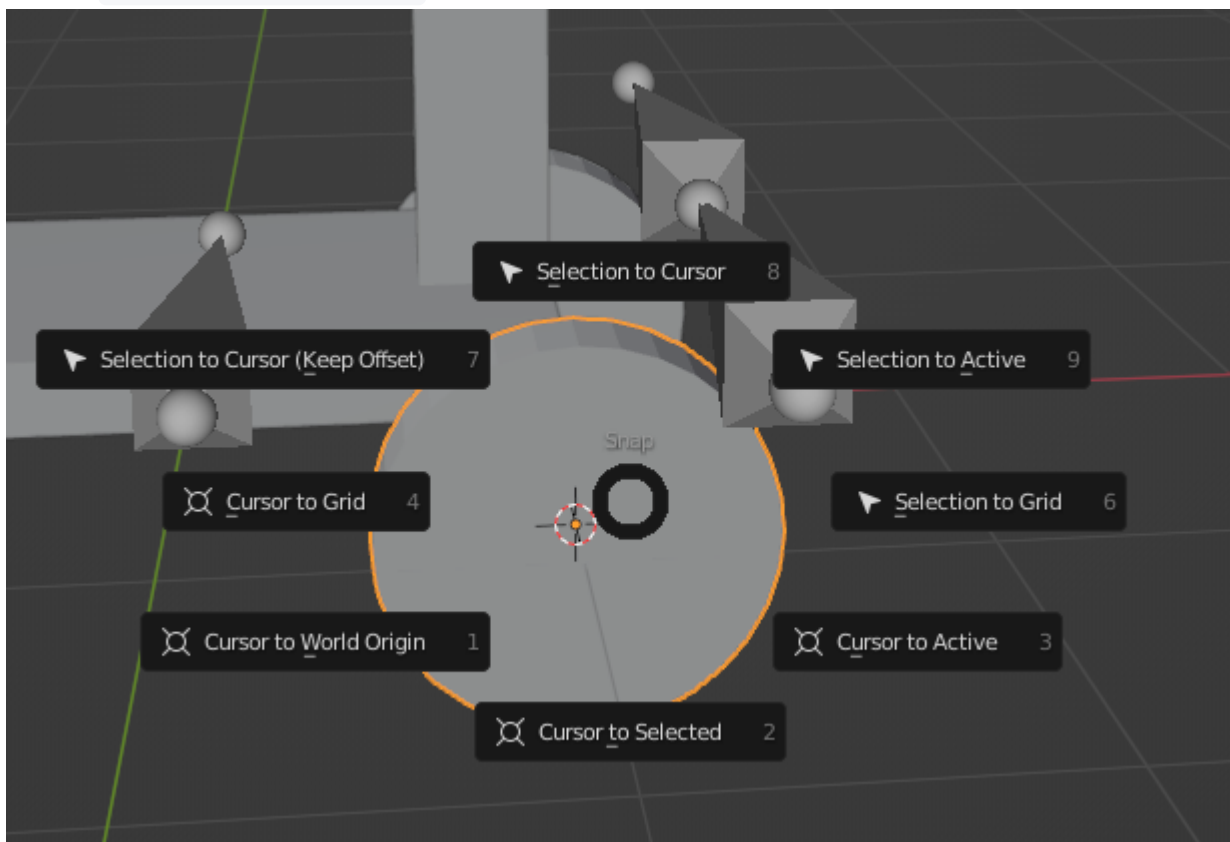 Selection to Cursor 8
Selection to Cursor (Keep Offset) 7
Selection to Active 9
Snap
Cursor to Grid 4
Selection to Grid 6
Cursor to World Origin 1
Cursor to Active 3
Cursor to Selected 2